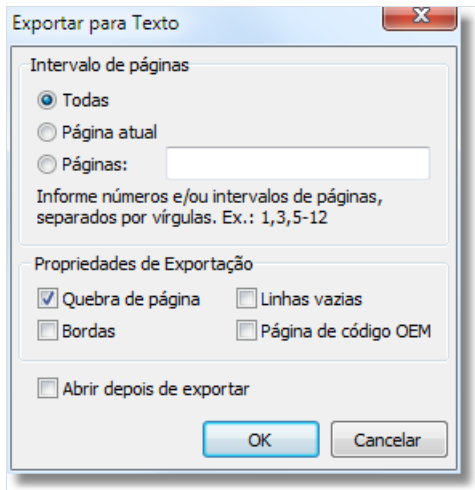 Exportar para Texto
Intervalo de páginas
Todas
Página atual
Páginas:
Informe números e/ou intervalos de páginas,
separados por vírgulas. Ex.: 1,3,5-12
Propriedades de Exportação
Quebra de página
Linhas vazias
Bordas
Página de código OEM
Abrir depois de exportar
OK
Cancelar